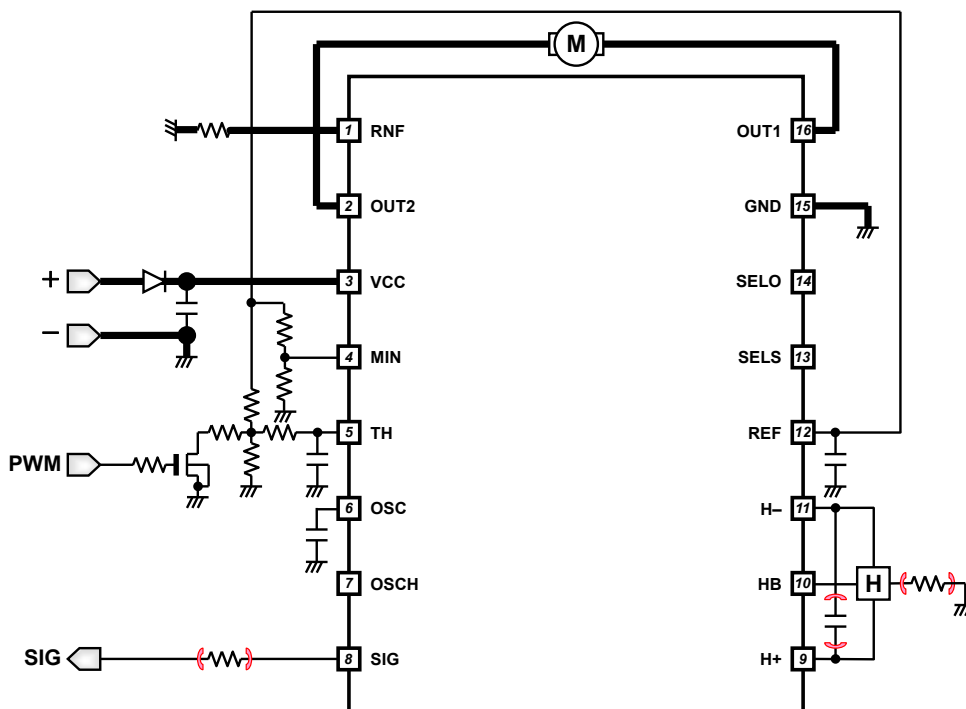 M
1 RNF
OUT1 16
2 OUT2
GND 15
+
3 VCC
SELO 14
–
4 MIN
SELS 13
5 TH
REF 12
PWM
6 OSC
H– 11
7 OSCH
HB 10
H
SIG
8 SIG
H+ 9